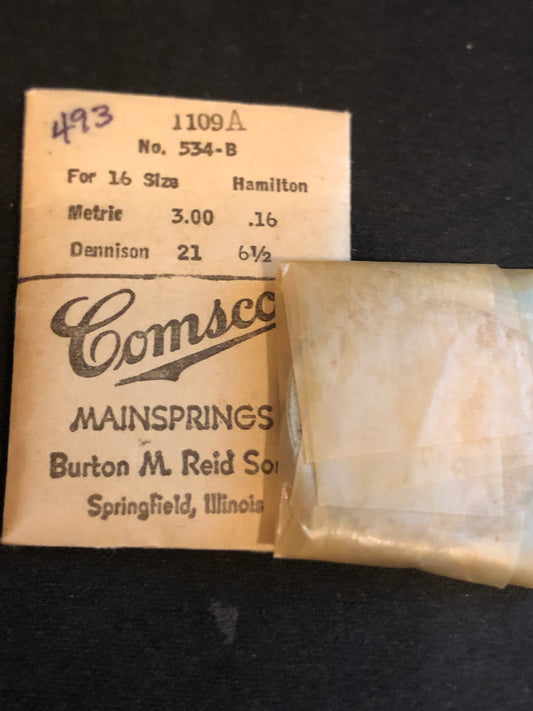 493
1109A
No. 534-B
For 16 Size Hamilton
Metric 3.00 .16
Dennison 21 6½
Comsco
MAINSPRINGS
Burton M. Reid
Springfield, Illinois